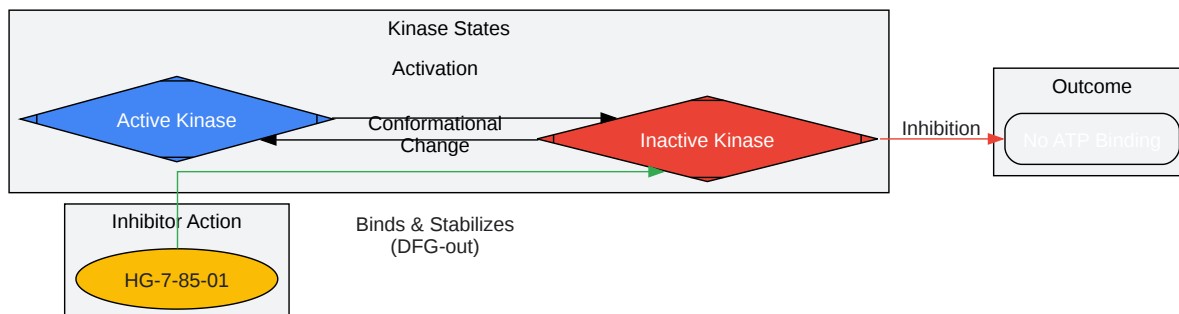 Kinase States
Activation
Active Kinase
Conformational
Change
Inactive Kinase
Inhibition
Outcome
No ATP Binding
Inhibitor Action
HG-7-85-01
Binds & Stabilizes
(DFG-out)